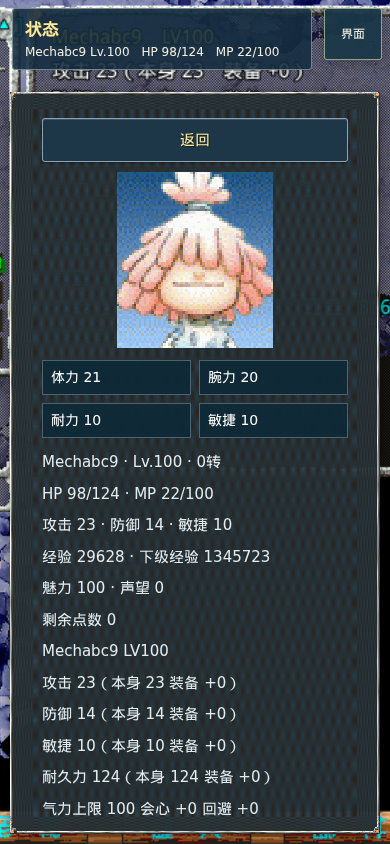 状态
Mechabc9 Lv.100 HP 98/124 MP 22/100
界面
Mechabc9 LV100
攻击 23（本身 23 装备 +0）
返回
体力 21
腕力 20
耐力 10
敏捷 10
Mechabc9 · Lv.100 · 0转
HP 98/124 · MP 22/100
攻击 23 · 防御 14 · 敏捷 10
经验 29628 · 下级经验 1345723
魅力 100 · 声望 0
剩余点数 0
Mechabc9 LV100
攻击 23（本身 23 装备 +0）
防御 14（本身 14 装备 +0）
敏捷 10（本身 10 装备 +0）
耐久力 124（本身 124 装备 +0）
气力上限 100 会心 +0 回避 +0